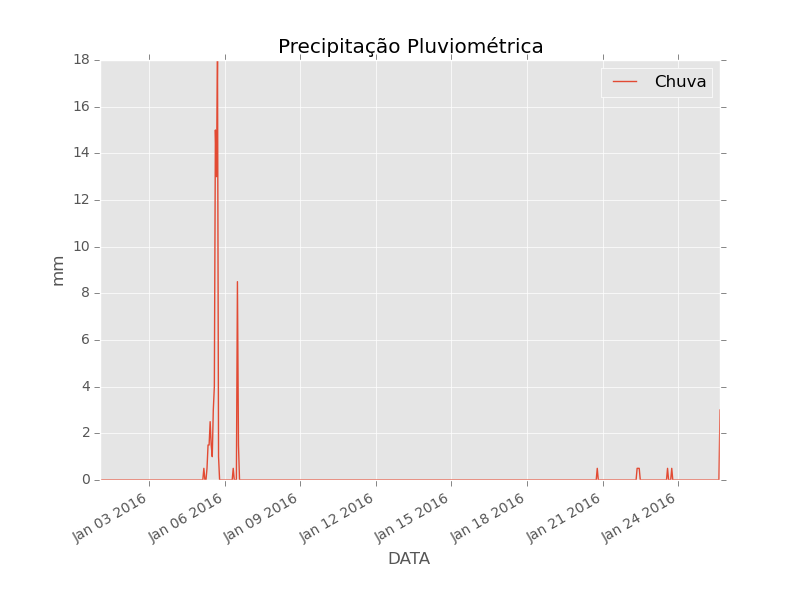 Precipitação Pluviométrica
Chuva
18
16
14
12
10
8
6
4
2
0
mm
Jan 03 2016
Jan 06 2016
Jan 09 2016
Jan 12 2016
Jan 15 2016
Jan 18 2016
Jan 21 2016
Jan 24 2016
DATA